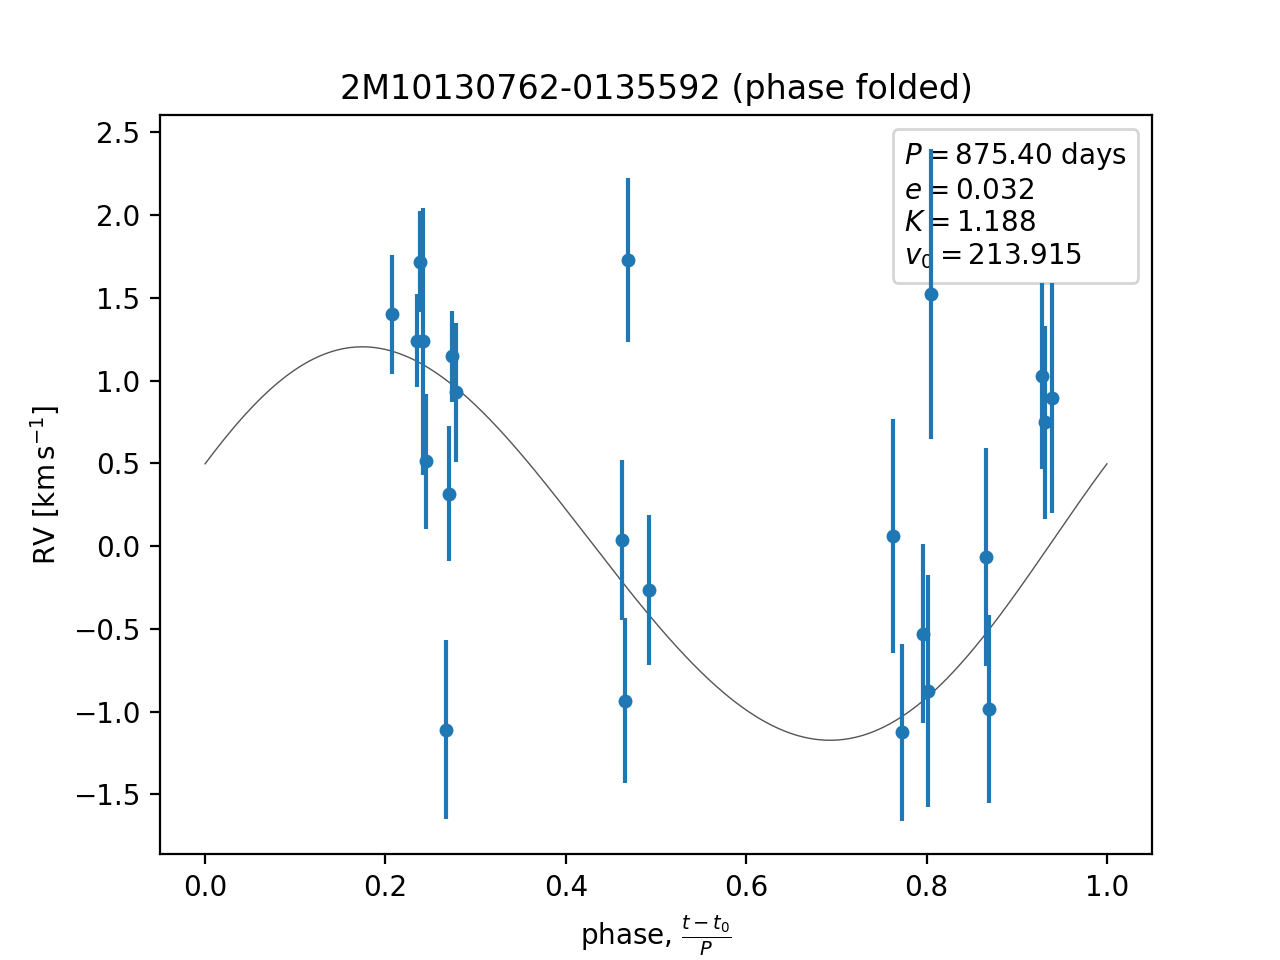 2M10130762-0135592 (phase folded)
P = 875.40 days
e = 0.032
K = 1.188
v₀ = 213.915
RV [km s⁻¹]
2.5
2.0
1.5
1.0
0.5
0.0
−0.5
−1.0
−1.5
0.0 0.2 0.4 0.6 0.8 1.0
phase, (t − t₀)/P